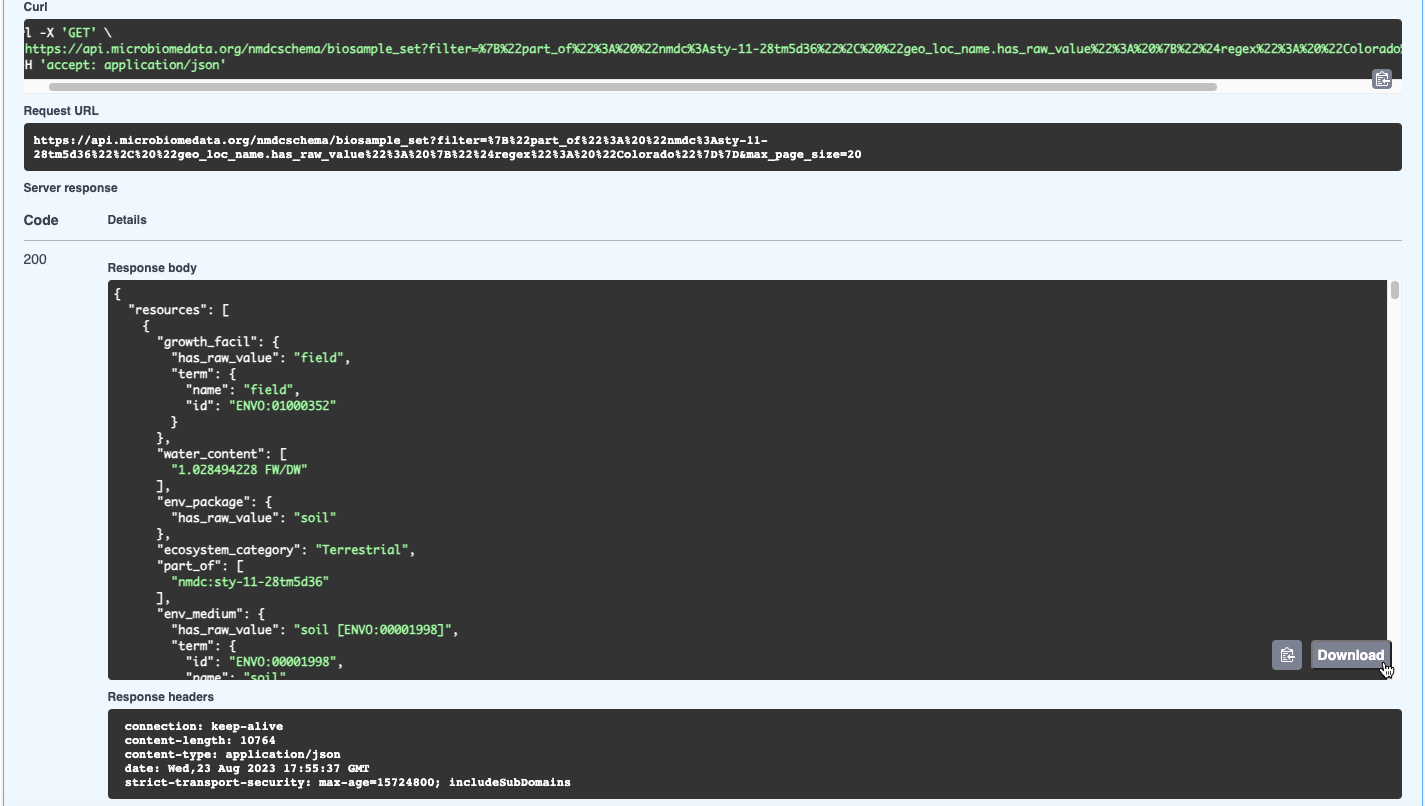 Curl
l -X 'GET' \
https://api.microbiomedata.org/nmdcschema/biosample_set?filter=%7B%22part_of%22%3A%20%22nmdc%3Asty-11-28tm5d36%22%2C%20%22geo_loc_name.has_raw_value%22%3A%20%7B%22%24regex%22%3A%20%22Colorado%
H 'accept: application/json'
Request URL
https://api.microbiomedata.org/nmdcschema/biosample_set?filter=%7B%22part_of%22%3A%20%22nmdc%3Asty-11-
28tm5d36%22%2C%20%22geo_loc_name.has_raw_value%22%3A%20%7B%22%24regex%22%3A%20%22Colorado%22%7D%7D&max_page_size=20
Server response
Code Details
200
Response body
{
"resources": [
{
"growth_facil": {
"has_raw_value": "field",
"term": {
"name": "field",
"id": "ENVO:01000352"
}
},
"water_content": [
"1.028494228 FW/DW"
],
"env_package": {
"has_raw_value": "soil"
},
"ecosystem_category": "Terrestrial",
"part_of": [
"nmdc:sty-11-28tm5d36"
],
"env_medium": {
"has_raw_value": "soil [ENVO:00001998]",
"term": {
"id": "ENVO:00001998",
"name": "soil"
Download
Response headers
connection: keep-alive
content-length: 10764
content-type: application/json
date: Wed,23 Aug 2023 17:55:37 GMT
strict-transport-security: max-age=15724800; includeSubDomains